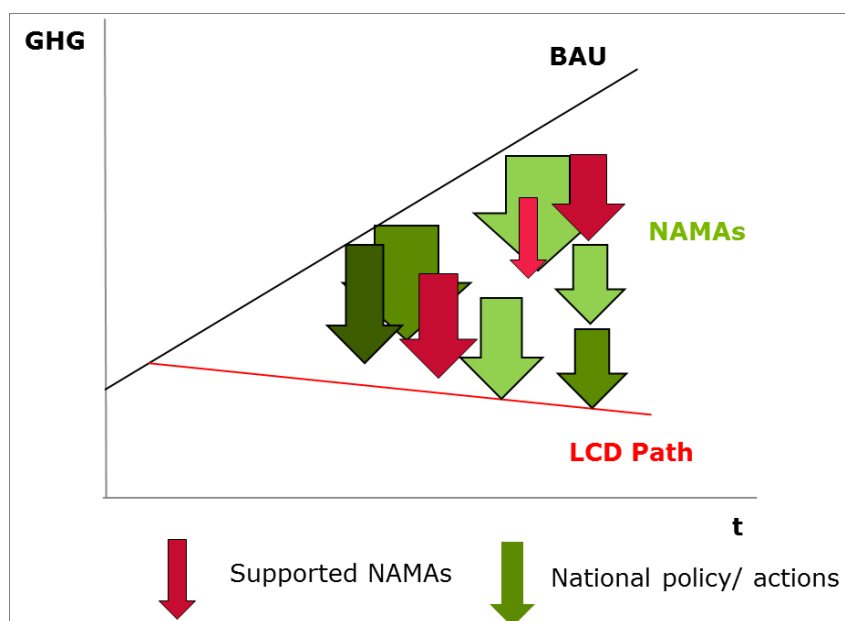 GHG
BAU
NAMAs
LCD Path
t
Supported NAMAs
National policy/ actions